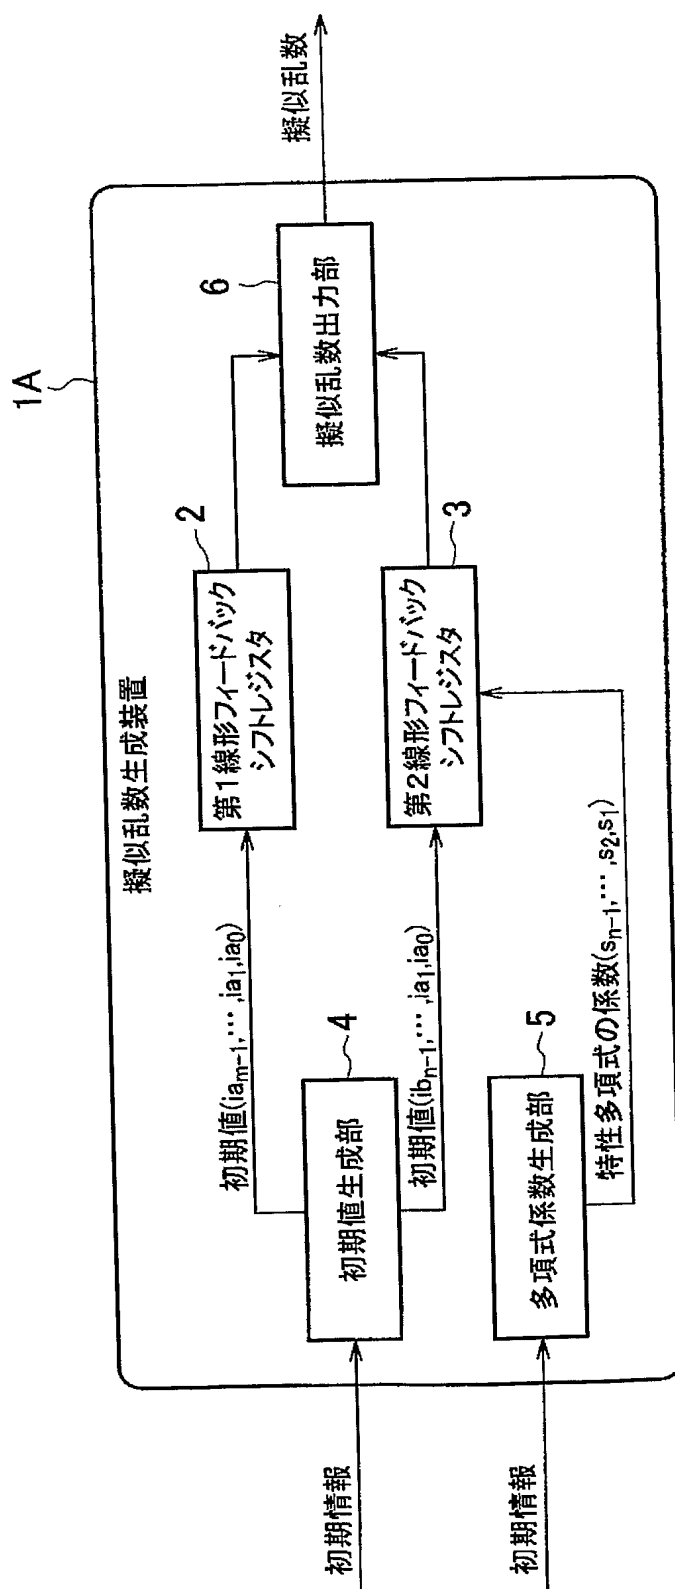 1A
擬似乱数生成装置
初期情報
初期値生成部
4
初期値(ia_{m-1},…,ia_1,ia_0)
初期値(ib_{n-1},…,ia_1,ia_0)
第1線形フィードバック
シフトレジスタ
2
第2線形フィードバック
シフトレジスタ
3
擬似乱数出力部
6
擬似乱数
初期情報
多項式係数生成部
5
特性多項式の係数(s_{n-1},…,s_2,s_1)